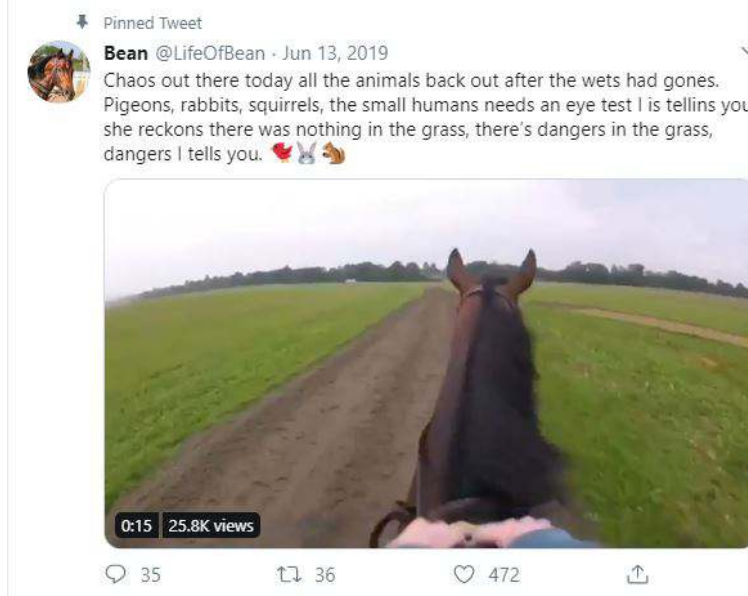 Pinned Tweet
Bean @LifeOfBean · Jun 13, 2019
Chaos out there today all the animals back out after the wets had gones.
Pigeons, rabbits, squirrels, the small humans needs an eye test I is tellins you
she reckons there was nothing in the grass, there's dangers in the grass,
dangers I tells you.
0:15 25.8K views
35 36 472